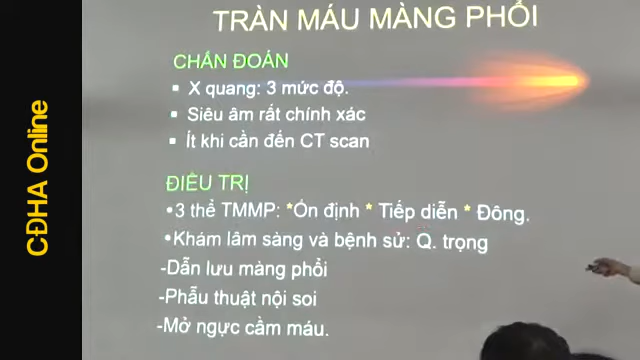 TRÀN MÁU MÀNG PHỔI
CHẨN ĐOÁN
▪ X quang: 3 mức độ.
▪ Siêu âm rất chính xác
▪ Ít khi cần đến CT scan
ĐIỀU TRỊ
•3 thể TMMP: *Ổn định * Tiếp diễn * Đông.
•Khám lâm sàng và bệnh sử: Q. trọng
-Dẫn lưu màng phổi
-Phẫu thuật nội soi
-Mở ngực cầm máu.
CĐHA Online